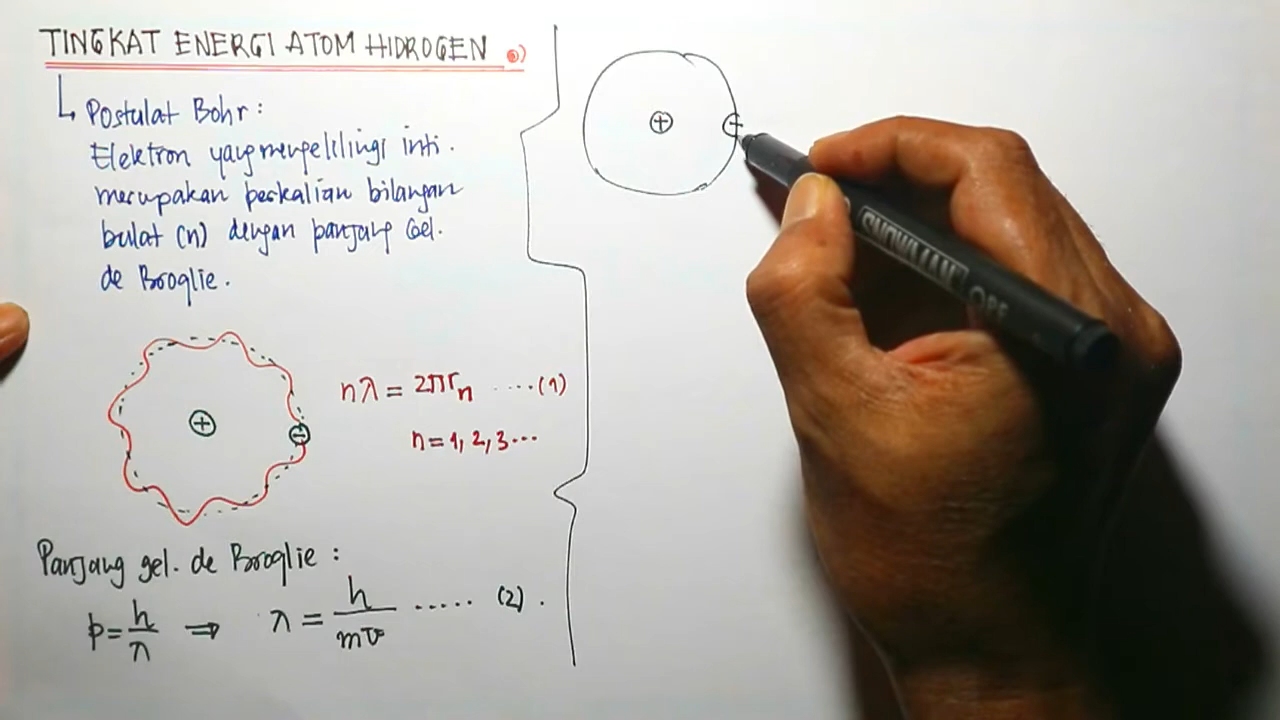 TINGKAT ENERGI ATOM HIDROGEN
Postulat Bohr :
Elektron yang mengelilingi inti.
merupakan perkalian bilangan
bulat (n) dengan panjang Gel.
de Broglie.
nλ = 2πrn ....(1)
n = 1, 2, 3...
+
−
Panjang gel. de Broglie :
p = h/λ ⇒ λ = h/mv ..... (2).
+
−
SNOWMAN